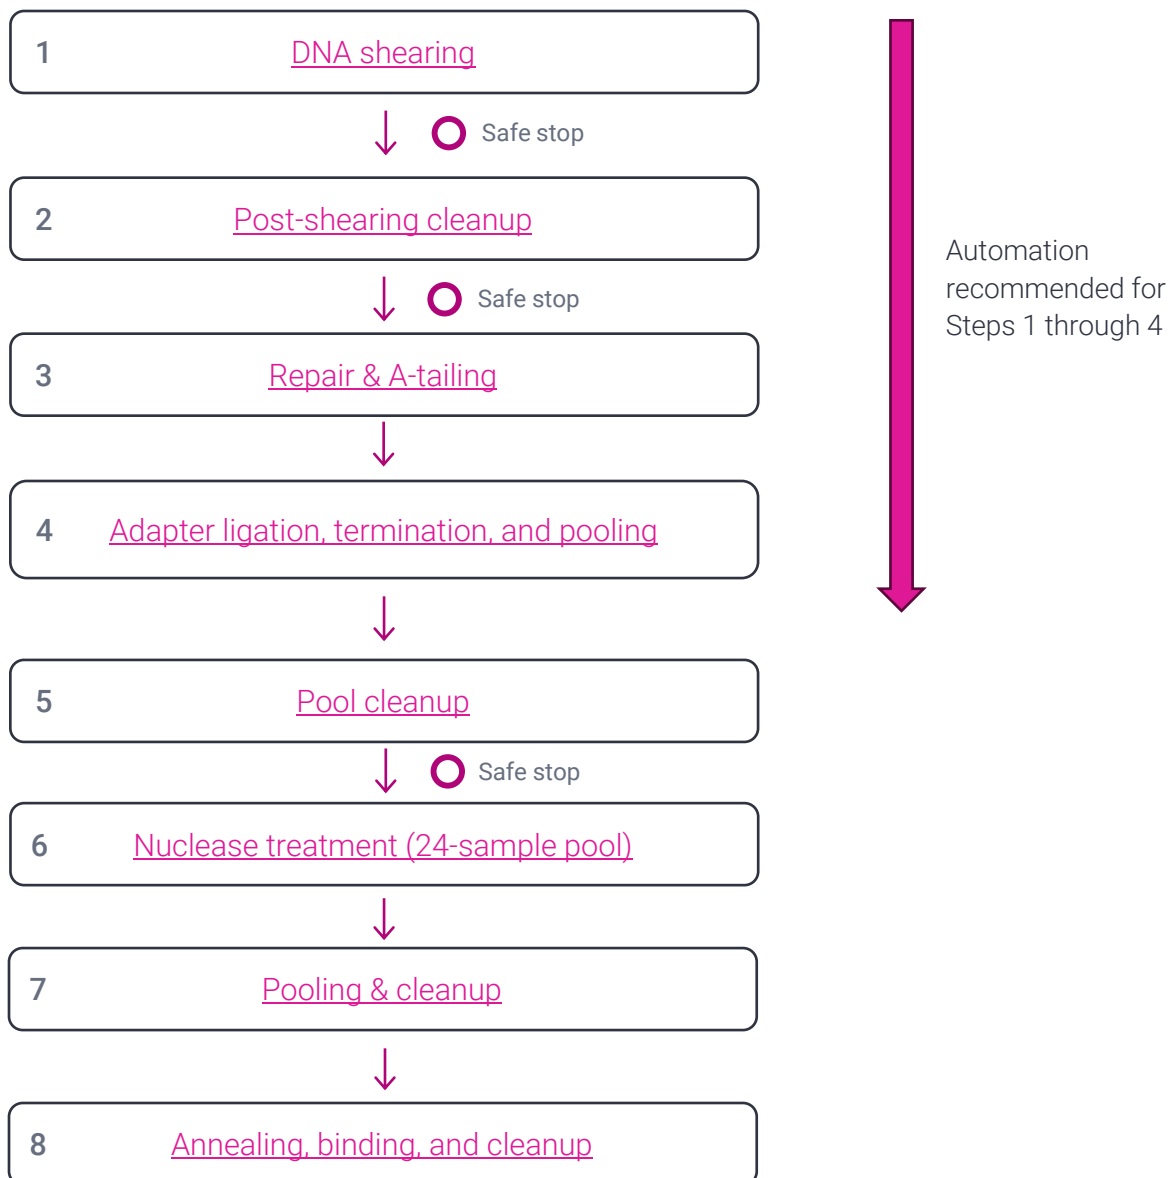 1 DNA shearing
Safe stop
2 Post-shearing cleanup
Safe stop
3 Repair & A-tailing
4 Adapter ligation, termination, and pooling
5 Pool cleanup
Safe stop
6 Nuclease treatment (24-sample pool)
7 Pooling & cleanup
8 Annealing, binding, and cleanup
Automation
recommended for
Steps 1 through 4